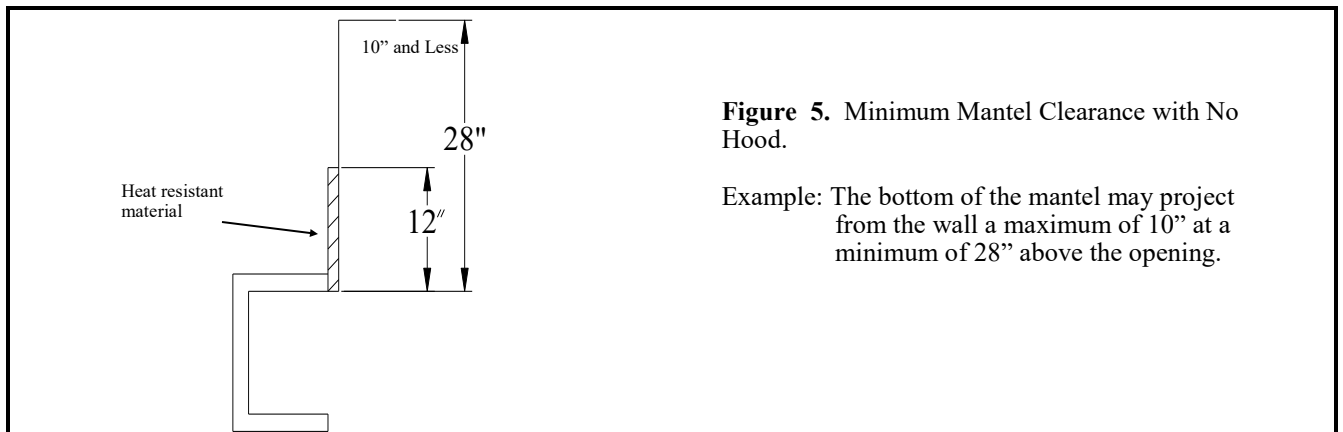 10” and Less
28"
Heat resistant
material
12″
Figure 5. Minimum Mantel Clearance with No
Hood.
Example: The bottom of the mantel may project
from the wall a maximum of 10” at a
minimum of 28” above the opening.